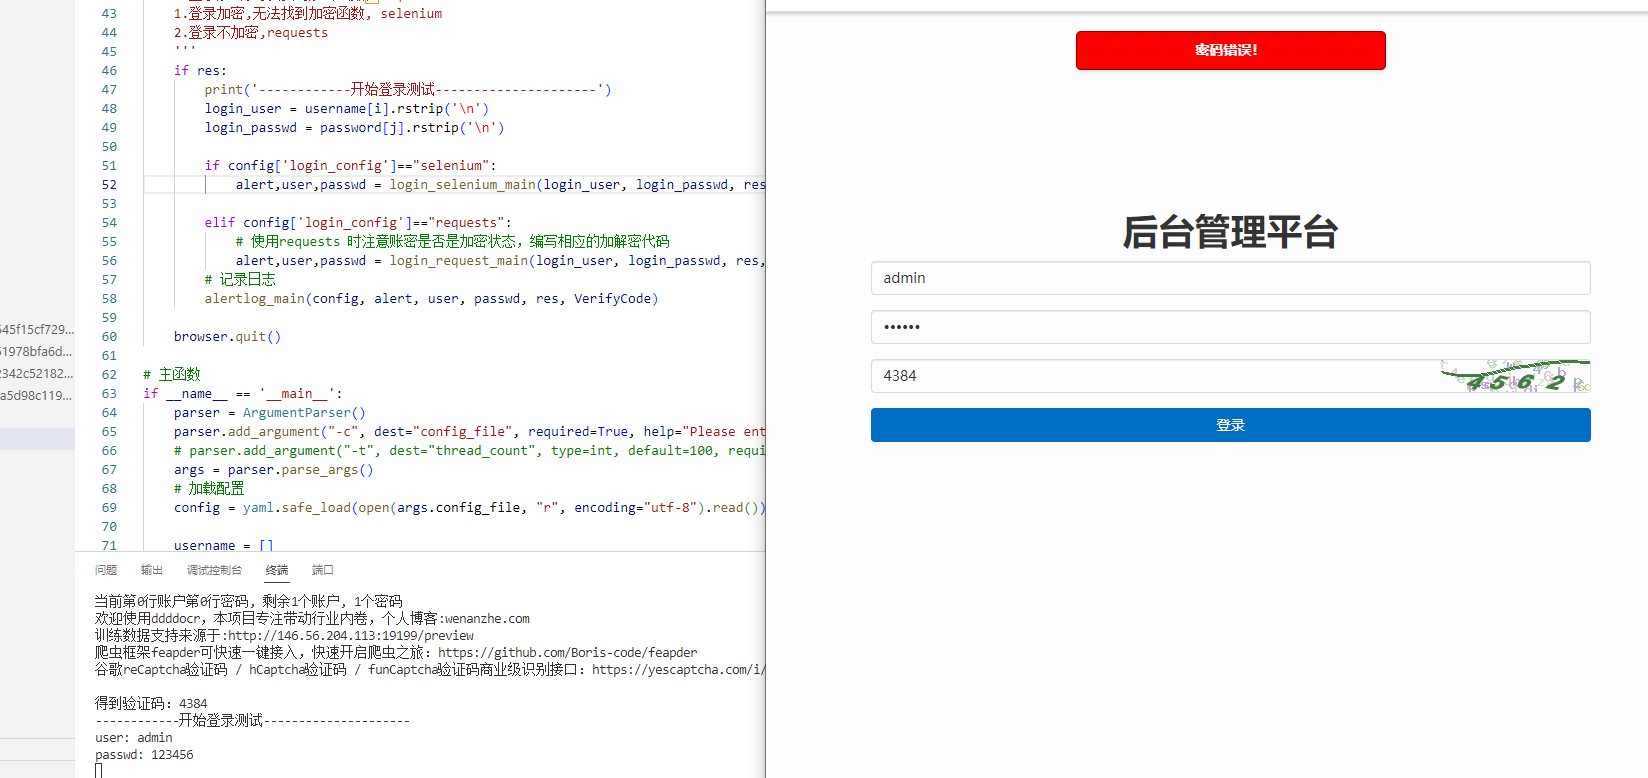 43 1.登录加密,无法找到加密函数, selenium
44 2.登录不加密,requests
45 '''
46 if res:
47 print('------------开始登录测试---------------------')
48 login_user = username[i].rstrip('\n')
49 login_passwd = password[j].rstrip('\n')
50
51 if config['login_config']=="selenium":
52 alert,user,passwd = login_selenium_main(login_user, login_passwd, res
53
54 elif config['login_config']=="requests":
55 # 使用requests 时注意账密是否是加密状态，编写相应的加解密代码
56 alert,user,passwd = login_request_main(login_user, login_passwd, res,
57 # 记录日志
58 alertlog_main(config, alert, user, passwd, res, VerifyCode)
59
60 browser.quit()
61
62 # 主函数
63 if __name__ == '__main__':
64 parser = ArgumentParser()
65 parser.add_argument("-c", dest="config_file", required=True, help="Please ent
66 # parser.add_argument("-t", dest="thread_count", type=int, default=100, requi
67 args = parser.parse_args()
68 # 加载配置
69 config = yaml.safe_load(open(args.config_file, "r", encoding="utf-8").read())
70
71 username = []
545f15cf729...
51978bfa6d...
2342c52182...
a5d98c119...
问题 输出 调试控制台 终端 端口
当前第0行账户第0行密码, 剩余1个账户, 1个密码
欢迎使用ddddocr，本项目专注带动行业内卷，个人博客:wenanzhe.com
训练数据支持来源于:http://146.56.204.113:19199/preview
爬虫框架feapder可快速一键接入，快速开启爬虫之旅：https://github.com/Boris-code/feapder
谷歌reCaptcha验证码 / hCaptcha验证码 / funCaptcha验证码商业级识别接口：https://yescaptcha.com/i/
得到验证码：4384
------------开始登录测试---------------------
user: admin
passwd: 123456
密码错误!
后台管理平台
admin
••••••
4384
4562
登录